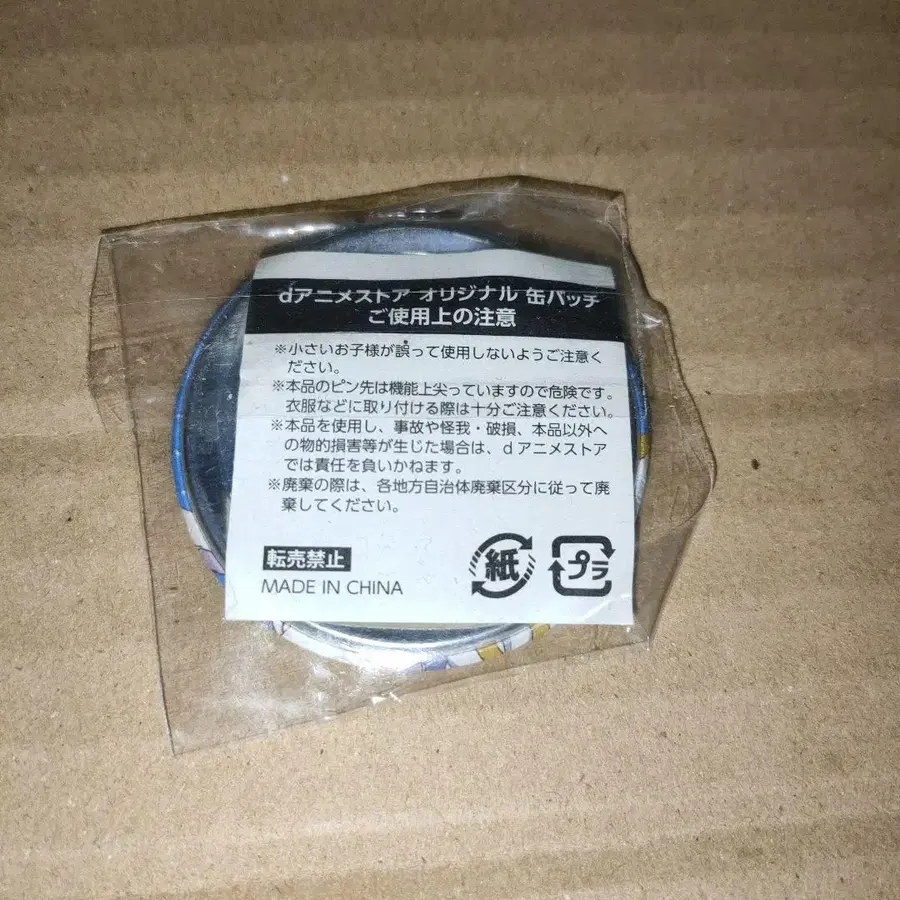 dアニメストア オリジナル 缶バッチ
ご使用上の注意
※小さいお子様が誤って使用しないようご注意く
ださい。
※本品のピン先は機能上尖っていますので危険です。
衣服などに取り付ける際は十分ご注意ください。
※本品を使用し、事故や怪我・破損、本品以外へ
の物的損害等が生じた場合は、dアニメストア
では責任を負いかねます。
※廃棄の際は、各地方自治体廃棄区分に従って廃
棄してください。
転売禁止
MADE IN CHINA
紙
プラ